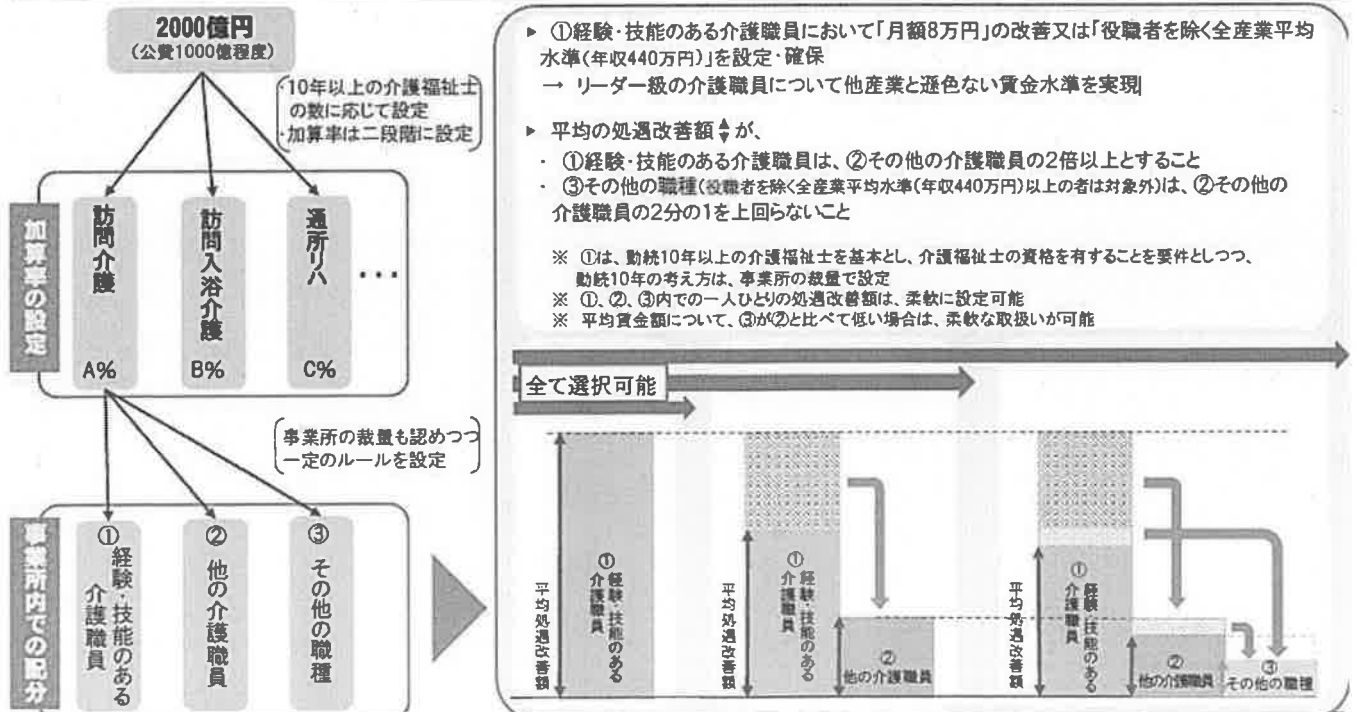 2000億円
(公費1000億程度)
・10年以上の介護福祉士
の数に応じて設定
・加算率は二段階に設定
加算率の設定
訪問介護
A%
訪問入浴介護
B%
通所リハ
C%
・・・
事業所の裁量も認めつつ
一定のルールを設定
事業所内での配分
①
経験・技能のある
介護職員
②
他の介護職員
③
その他の職種
▶ ①経験・技能のある介護職員において「月額8万円」の改善又は「役職者を除く全産業平均
水準(年収440万円)」を設定・確保
→ リーダー級の介護職員について他産業と遜色ない賃金水準を実現
▶ 平均の処遇改善額が、
・ ①経験・技能のある介護職員は、②その他の介護職員の2倍以上とすること
・ ③その他の職種(役職者を除く全産業平均水準(年収440万円)以上の者は対象外)は、②その他の
介護職員の2分の1を上回らないこと
※ ①は、勤続10年以上の介護福祉士を基本とし、介護福祉士の資格を有することを要件としつつ、
勤続10年の考え方は、事業所の裁量で設定
※ ①、②、③内での一人ひとりの処遇改善額は、柔軟に設定可能
※ 平均賃金額について、③が②と比べて低い場合は、柔軟な取扱いが可能
全て選択可能
平均処遇改善額
①
経験・技能のある
介護職員
平均処遇改善額
①
経験・技能のある
介護職員
②
他の介護職員
平均処遇改善額
①
経験・技能のある
介護職員
②
他の介護職員
③
その他の職種